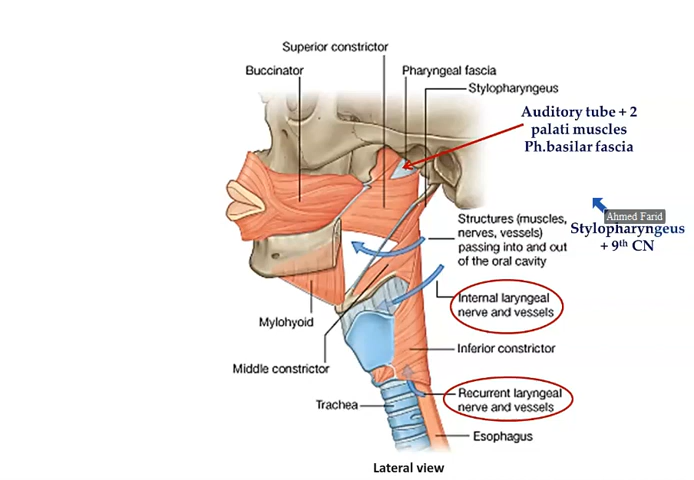 Superior constrictor
Buccinator
Pharyngeal fascia
Stylopharyngeus
Auditory tube + 2
palati muscles
Ph.basilar fascia
Ahmed Farid
Stylopharyngeus
+ 9th CN
Structures (muscles,
nerves, vessels)
passing into and out
of the oral cavity
Internal laryngeal
nerve and vessels
Mylohyoid
Inferior constrictor
Middle constrictor
Recurrent laryngeal
nerve and vessels
Trachea
Esophagus
Lateral view